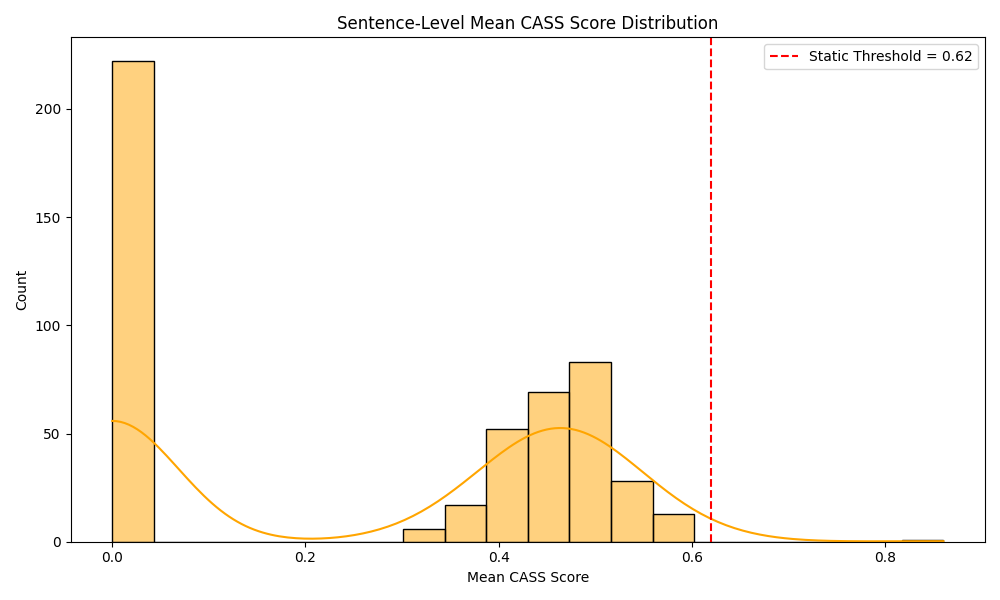 Sentence-Level Mean CASS Score Distribution
Static Threshold = 0.62
Count
200
150
100
50
0
0.0 0.2 0.4 0.6 0.8
Mean CASS Score